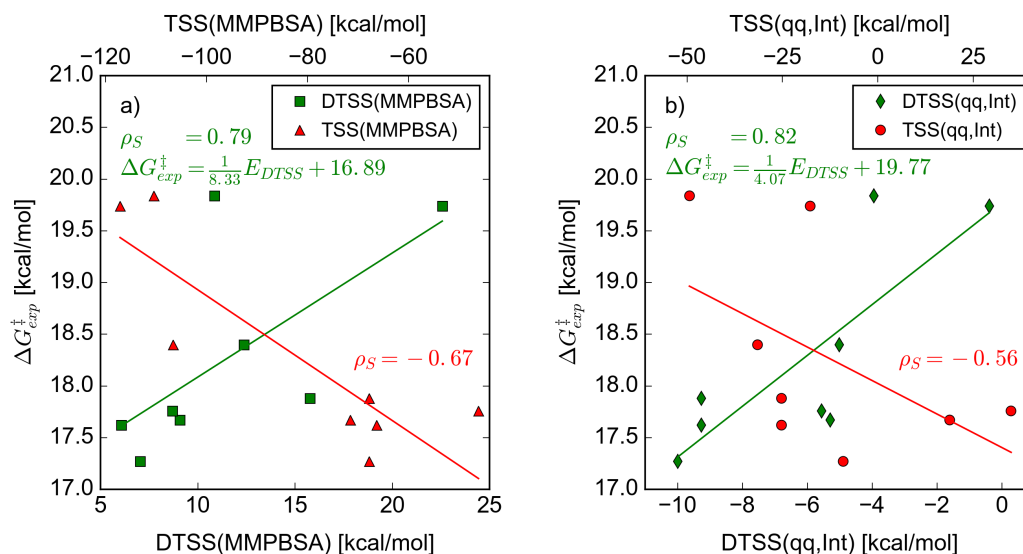 TSS(MMPBSA) [kcal/mol]
−120 −100 −80 −60
21.0
20.5
20.0
19.5
19.0
18.5
18.0
17.5
17.0
ΔG‡exp [kcal/mol]
a)
DTSS(MMPBSA)
TSS(MMPBSA)
ρS = 0.79
ΔG‡exp = 1/8.33 EDTSS + 16.89
ρS = −0.67
5 10 15 20 25
DTSS(MMPBSA) [kcal/mol]
TSS(qq,Int) [kcal/mol]
−50 −25 0 25
21.0
20.5
20.0
19.5
19.0
18.5
18.0
17.5
17.0
ΔG‡exp [kcal/mol]
b)
DTSS(qq,Int)
TSS(qq,Int)
ρS = 0.82
ΔG‡exp = 1/4.07 EDTSS + 19.77
ρS = −0.56
−10 −8 −6 −4 −2 0
DTSS(qq,Int) [kcal/mol]